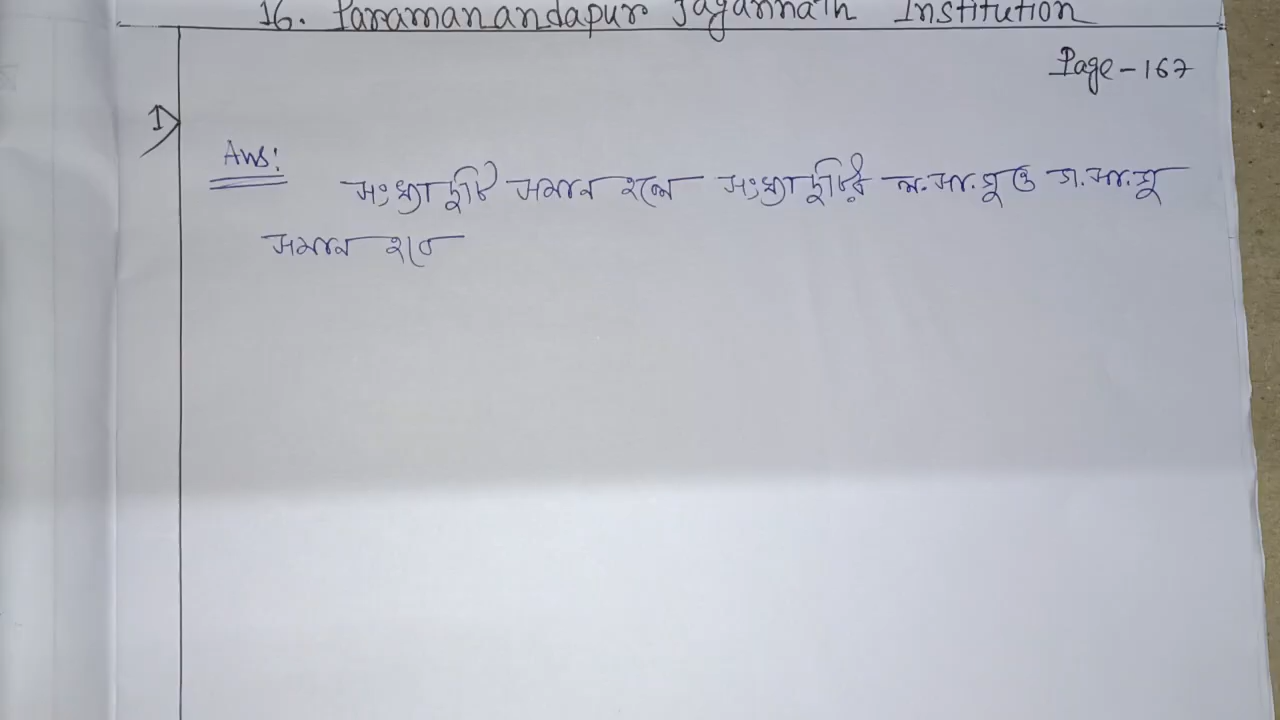 16. Paramanandapur Jagannath Institution
Page-167
1)
Ans:
সংখ্যা দুটি সমান হলে সংখ্যা দুটির ল.সা.গু ও গ.সা.গু
সমান হবে